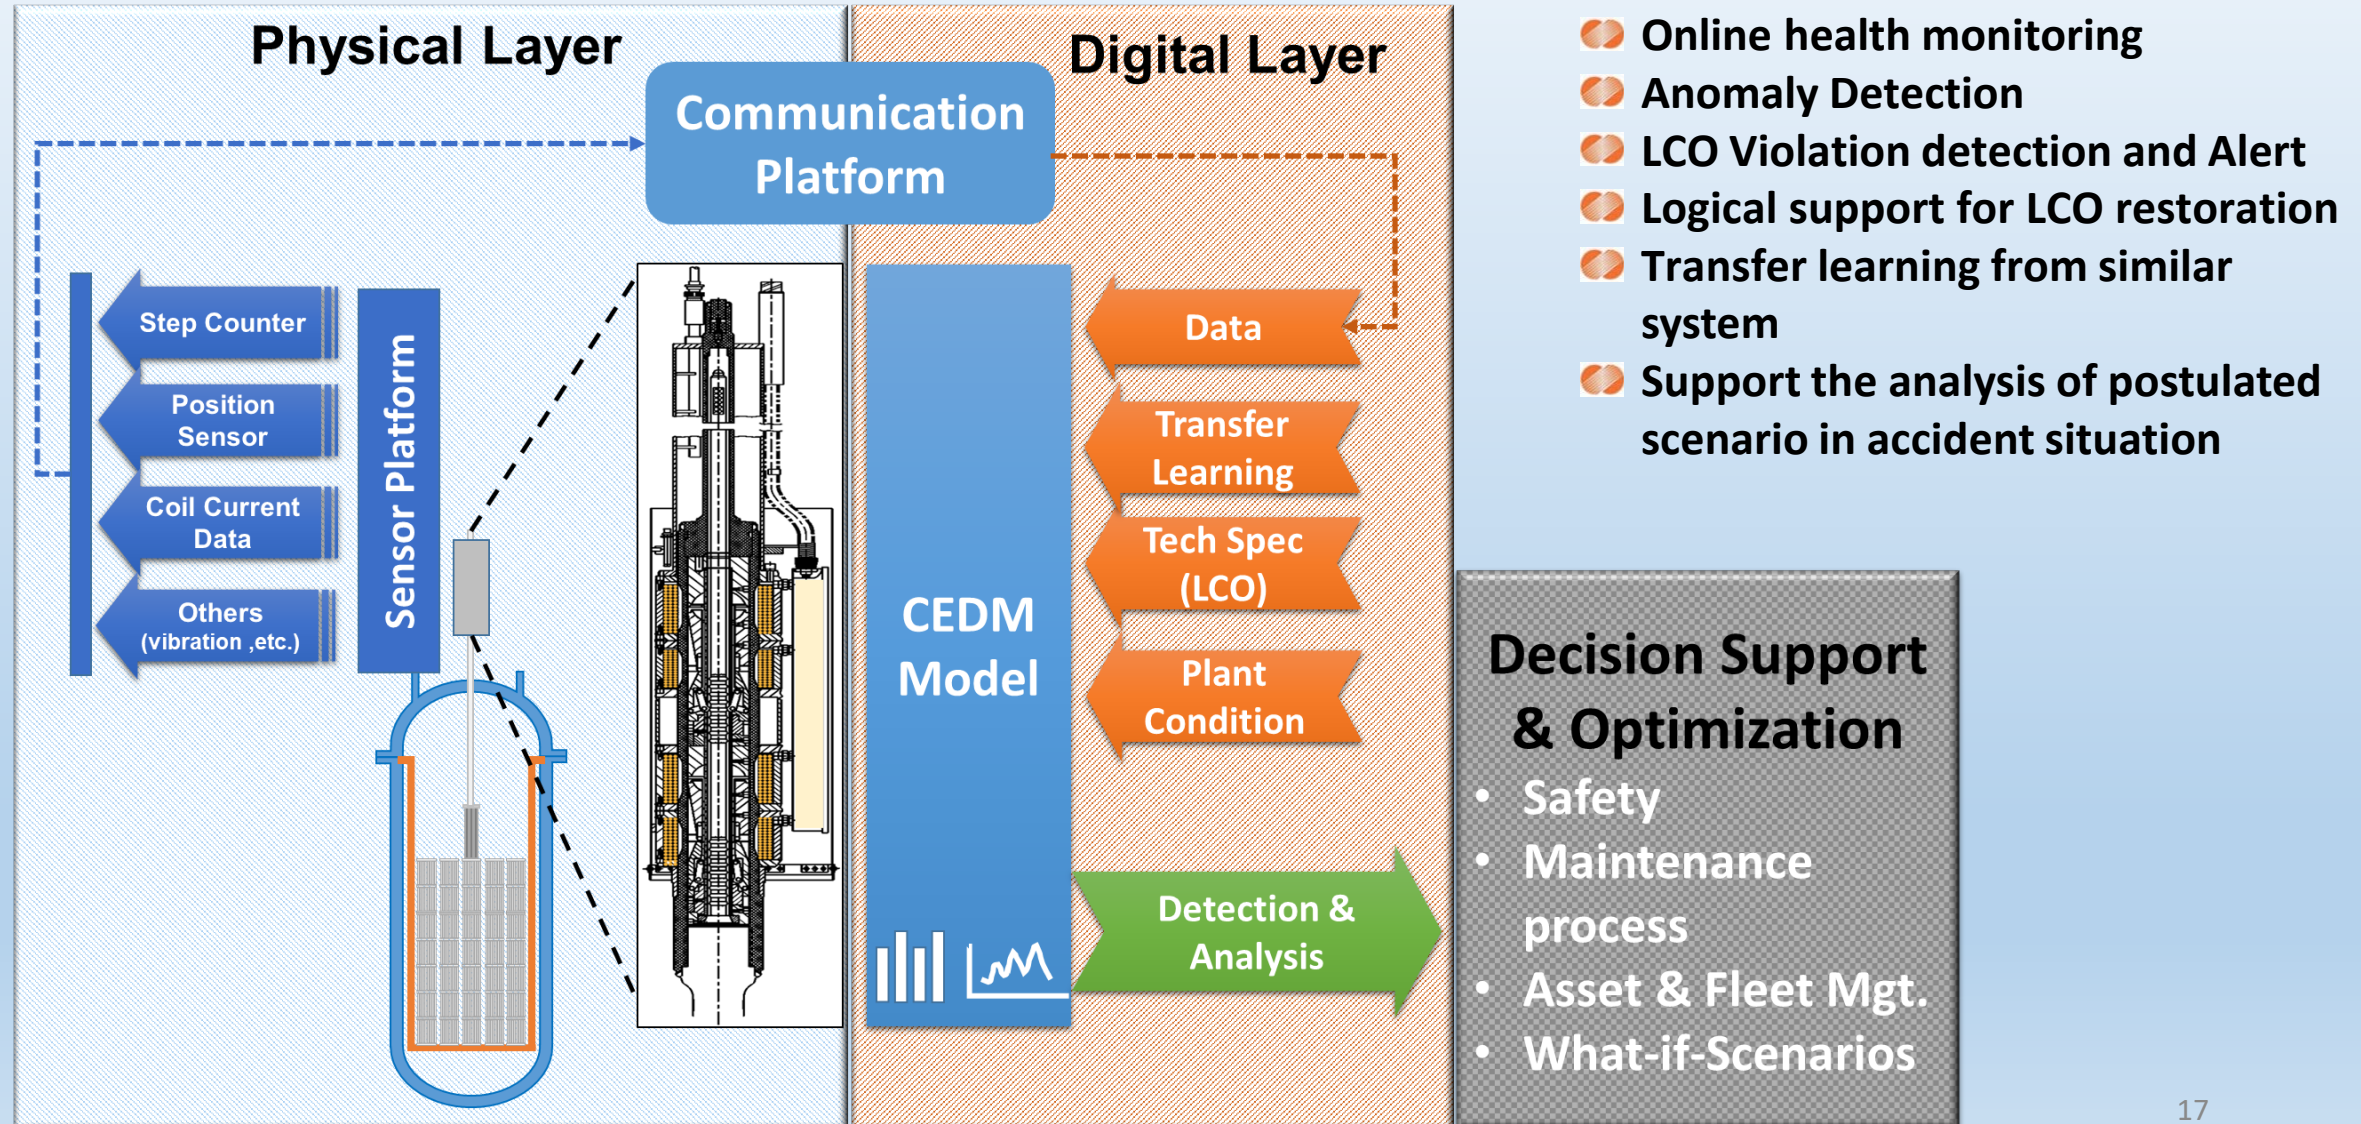 Physical Layer
Digital Layer
Communication
Platform
Step Counter
Position
Sensor
Coil Current
Data
Others
(vibration ,etc.)
Sensor Platform
CEDM
Model
Data
Transfer
Learning
Tech Spec
(LCO)
Plant
Condition
Detection &
Analysis
Online health monitoring
Anomaly Detection
LCO Violation detection and Alert
Logical support for LCO restoration
Transfer learning from similar
system
Support the analysis of postulated
scenario in accident situation
Decision Support
& Optimization
• Safety
• Maintenance
process
• Asset & Fleet Mgt.
• What-if-Scenarios
17